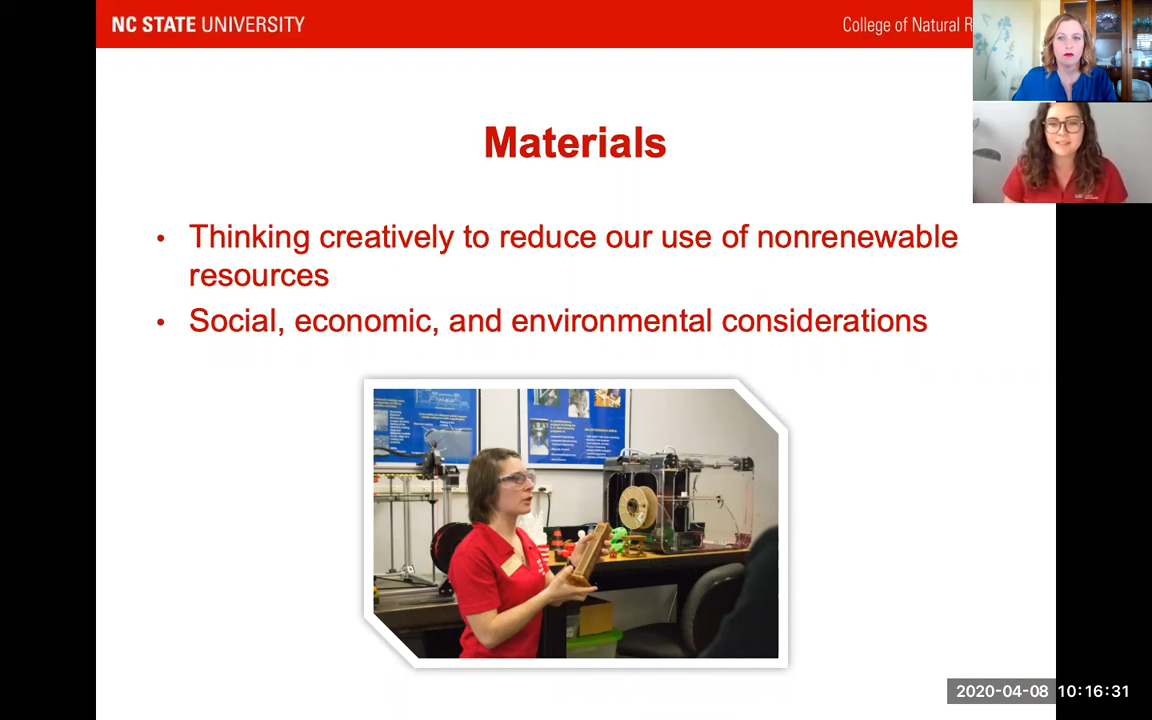 NC STATE UNIVERSITY
College of Natural R
Materials
• Thinking creatively to reduce our use of nonrenewable
resources
• Social, economic, and environmental considerations
2020-04-08 10:16:31